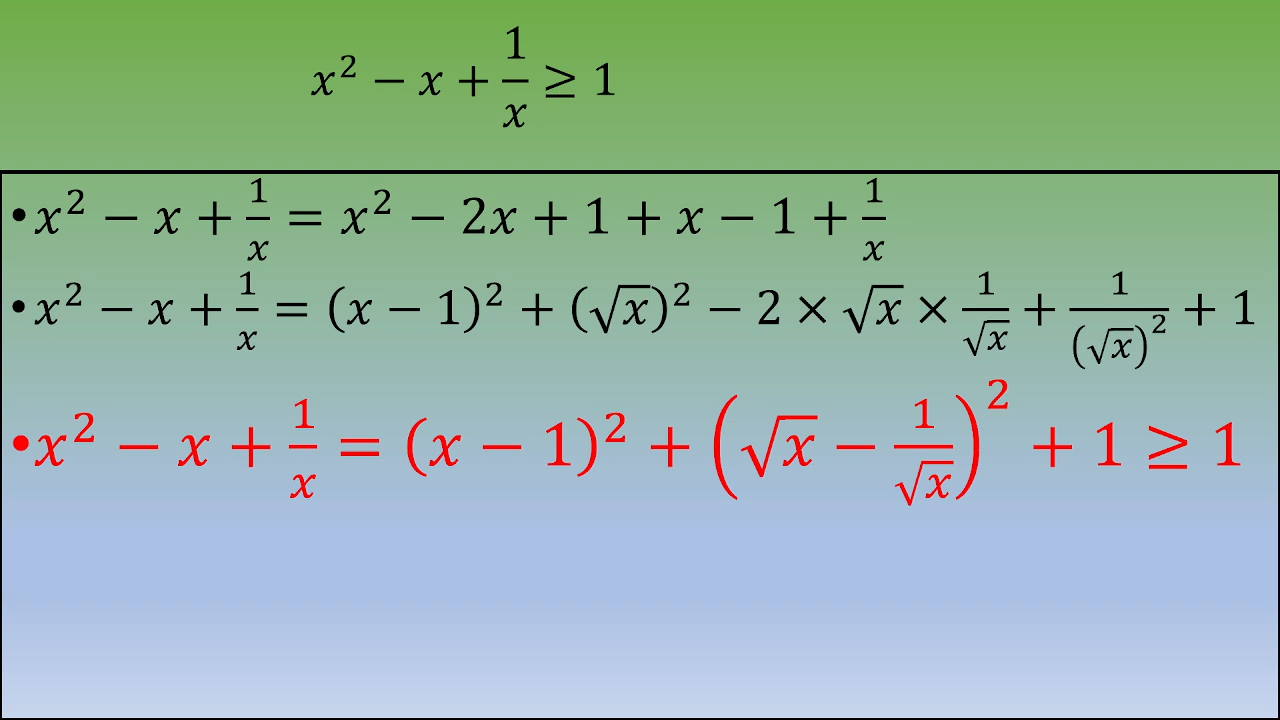 x² − x + 1/x ≥ 1
•x² − x + 1/x = x² − 2x + 1 + x − 1 + 1/x
•x² − x + 1/x = (x − 1)² + (√x)² − 2 × √x × 1/√x + 1/(√x)² + 1
•x² − x + 1/x = (x − 1)² + (√x − 1/√x)² + 1 ≥ 1